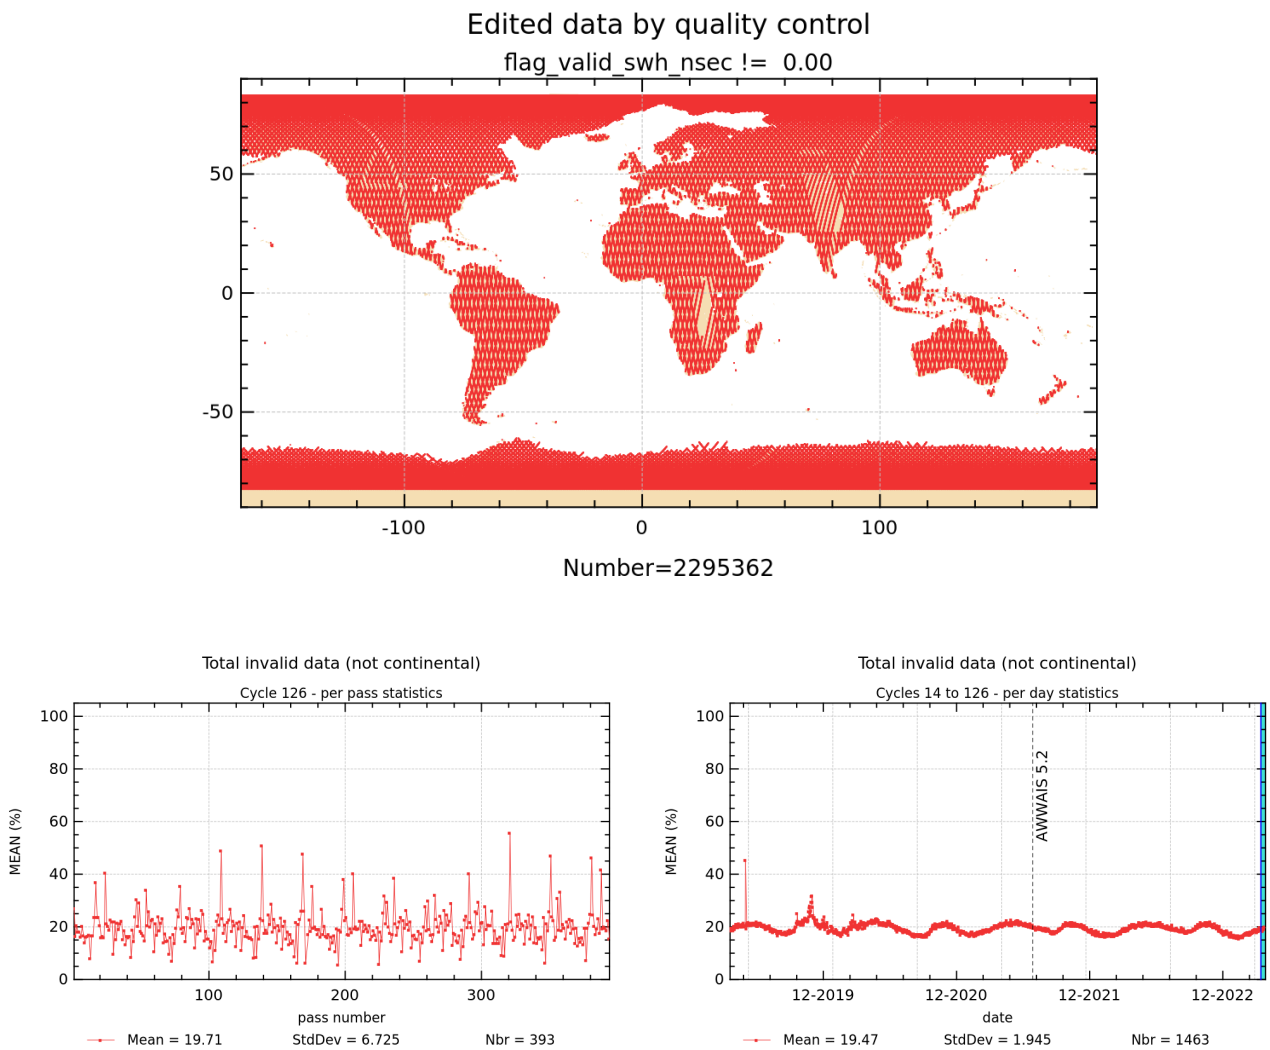 Edited data by quality control
flag_valid_swh_nsec !=  0.00
50
0
-50
-100 0 100
Number=2295362
Total invalid data (not continental)
Cycle 126 - per pass statistics
MEAN (%)
100
80
60
40
20
0
100 200 300
pass number
Mean = 19.71 StdDev = 6.725 Nbr = 393
Total invalid data (not continental)
Cycles 14 to 126 - per day statistics
MEAN (%)
100
80
60
40
20
0
AWWAIS 5.2
12-2019 12-2020 12-2021 12-2022
date
Mean = 19.47 StdDev = 1.945 Nbr = 1463